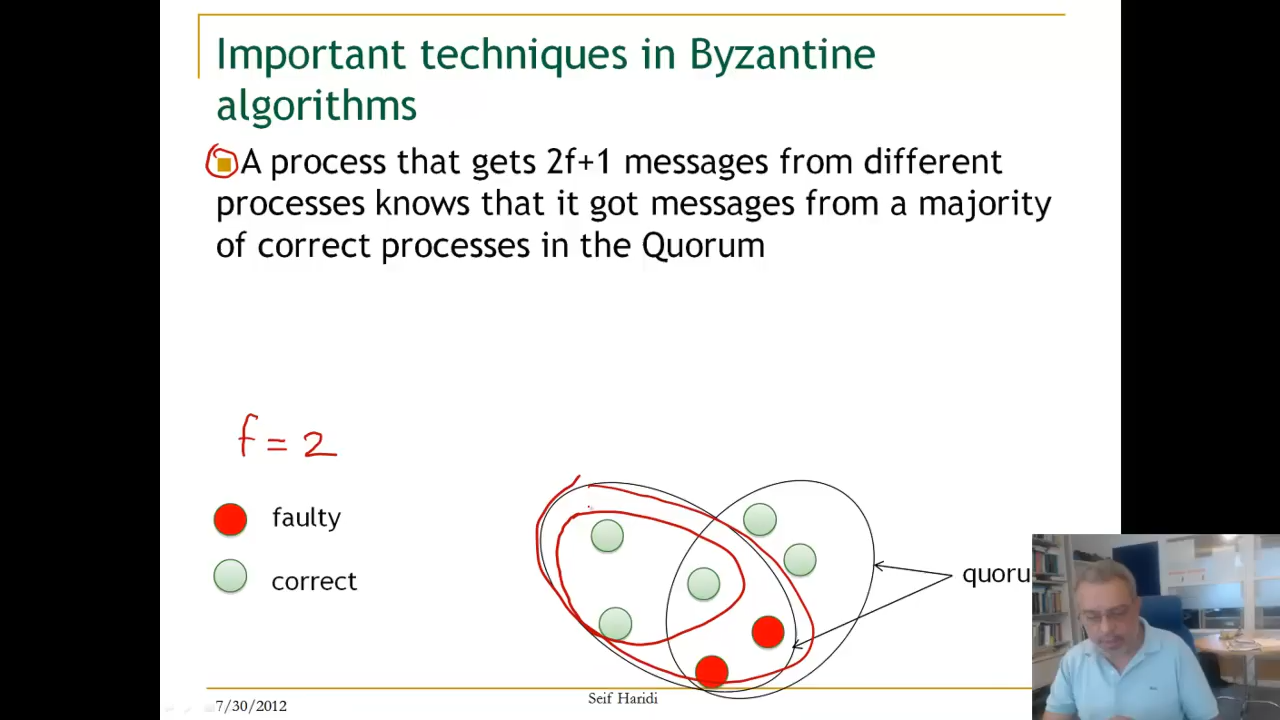 Important techniques in Byzantine
algorithms
A process that gets 2f+1 messages from different
processes knows that it got messages from a majority
of correct processes in the Quorum
f = 2
faulty
correct
quoru
Seif Haridi
7/30/2012